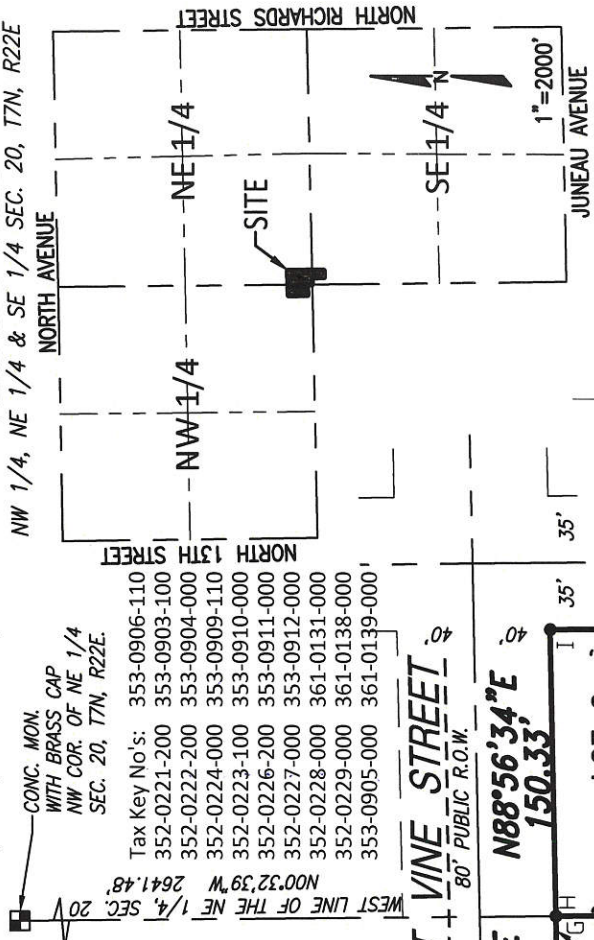 NW 1/4, NE 1/4 & SE 1/4 SEC. 20, T7N, R22E
NORTH AVENUE
NORTH RICHARDS STREET
NE 1/4
NW 1/4
SITE
SE 1/4
N
1"=2000'
JUNEAU AVENUE
NORTH 13TH STREET
CONC. MON.
WITH BRASS CAP
NW COR. OF NE 1/4
SEC. 20, T7N, R22E.
Tax Key No's: 353-0906-110
352-0221-200 353-0903-100
352-0222-200 353-0904-000
352-0224-000 353-0909-110
352-0223-100 353-0910-000
352-0226-200 353-0911-000
352-0227-000 353-0912-000
352-0228-000 361-0131-000
352-0229-000 361-0138-000
353-0905-000 361-0139-000
WEST LINE OF THE NE 1/4, SEC. 20
N00°32'39"W 2641.48'
VINE STREET
80' PUBLIC R.O.W.
40'
40'
35'
35'
N88°56'34"E
150.33'
H
G
I